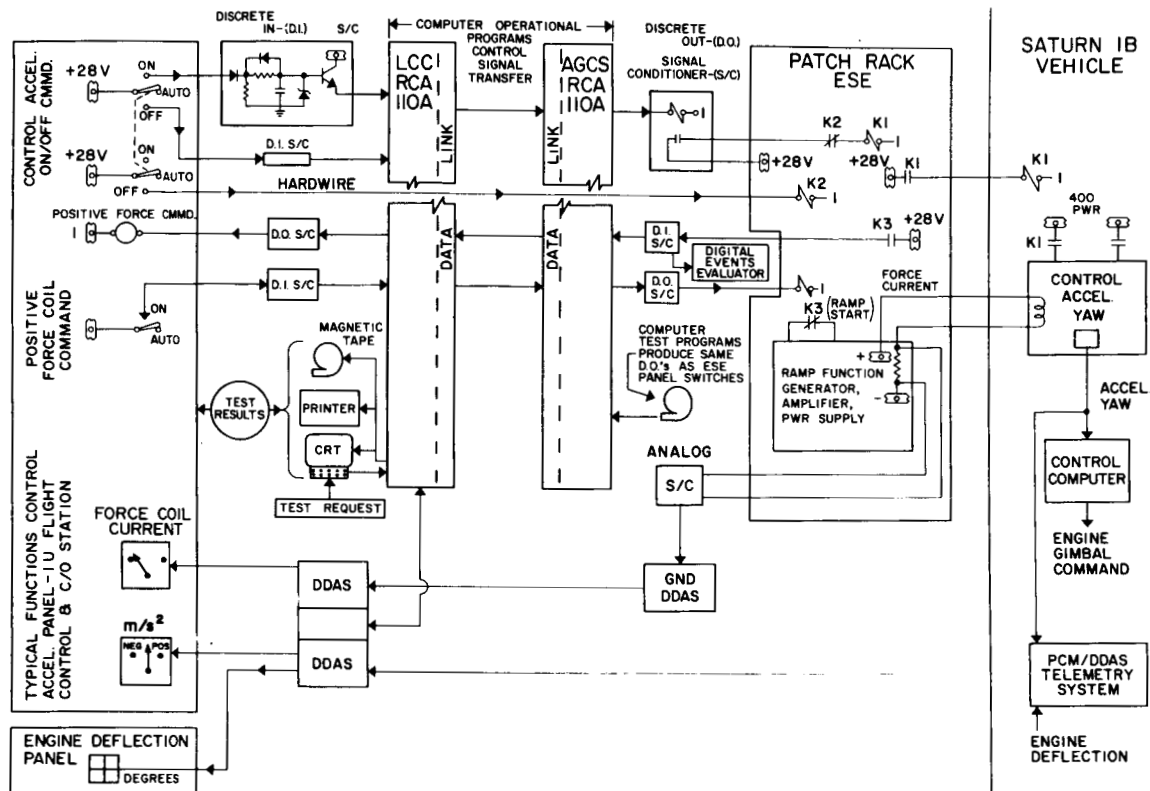 DISCRETE
IN-(D.I.) S/C
COMPUTER OPERATIONAL
PROGRAMS
CONTROL
SIGNAL
TRANSFER
DISCRETE
OUT-(D.O.)
SIGNAL
CONDITIONER-(S/C)
PATCH RACK
ESE
SATURN IB
VEHICLE
CONTROL ACCEL.
ON/OFF CMMD.
+28V
ON
AUTO
OFF
+28V
ON
AUTO
OFF
D.I. S/C
HARDWIRE
LCC
RCA
110A
LINK
AGCS
RCA
110A
LINK
I
K2
K1
I
+28V
+28V
K1
K2
I
K1
I
400
PWR
K1
POSITIVE FORCE CMMD.
I
D.O. S/C
DATA
DATA
D.I.
S/C
K3
+28V
DIGITAL
EVENTS
EVALUATOR
D.I. S/C
D.O.
S/C
I
FORCE
CURRENT
CONTROL
ACCEL.
YAW
POSITIVE
FORCE COIL
COMMAND
ON
AUTO
MAGNETIC
TAPE
TEST
RESULTS
PRINTER
CRT
TEST REQUEST
COMPUTER
TEST PROGRAMS
PRODUCE SAME
D.O.'s AS ESE
PANEL SWITCHES
K3 (RAMP
START)
+
-
RAMP FUNCTION
GENERATOR,
AMPLIFIER,
PWR SUPPLY
ACCEL.
YAW
ANALOG
S/C
CONTROL
COMPUTER
ENGINE
GIMBAL
COMMAND
TYPICAL FUNCTIONS CONTROL
ACCEL. PANEL-IU FLIGHT
CONTROL & C/O STATION
FORCE COIL
CURRENT
DDAS
GND
DDAS
m/s²
NEG POS
DDAS
PCM/DDAS
TELEMETRY
SYSTEM
ENGINE
DEFLECTION
ENGINE DEFLECTION
PANEL
DEGREES